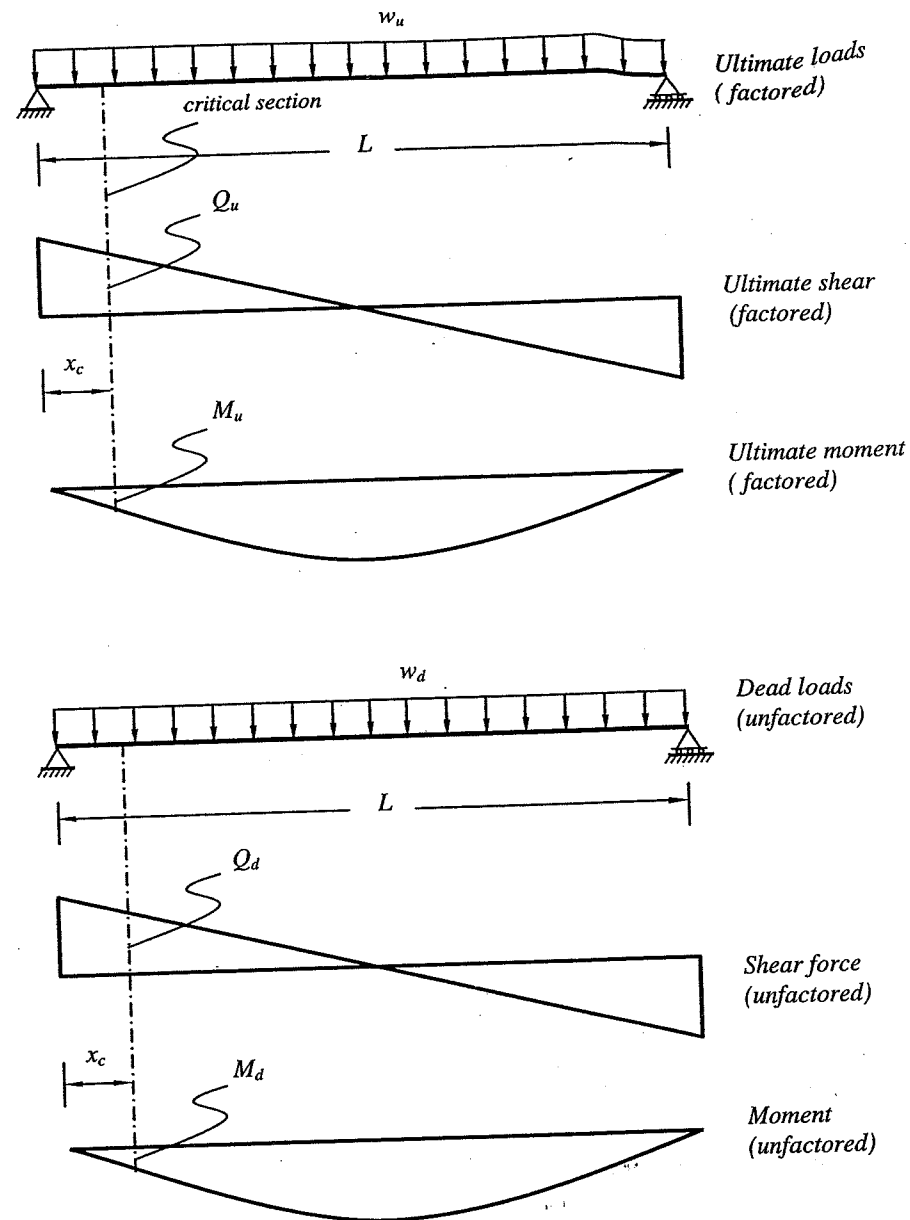 w_u
Ultimate loads
( factored)
critical section
L
Q_u
Ultimate shear
(factored)
x_c
M_u
Ultimate moment
( factored)
w_d
Dead loads
(unfactored)
L
Q_d
Shear force
(unfactored)
x_c
M_d
Moment
(unfactored)